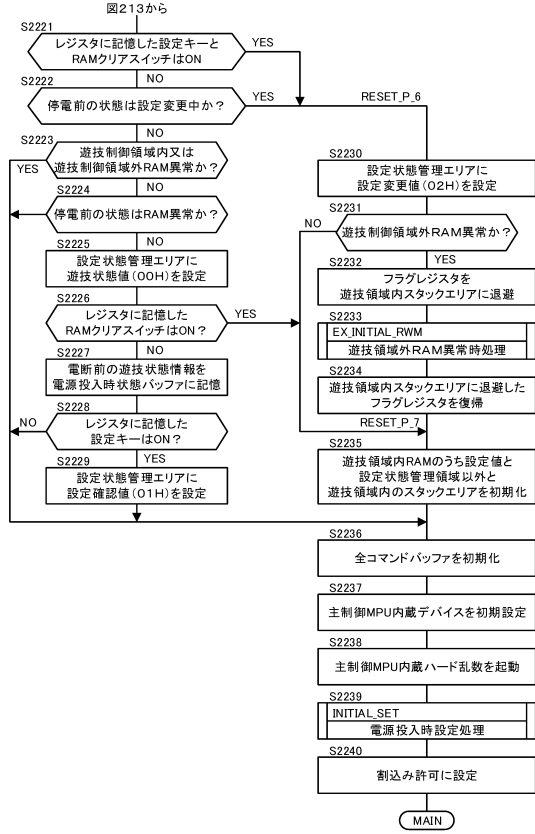 図213から
S2221
レジスタに記憶した設定キーと
RAMクリアスイッチはON
YES
NO
S2222
停電前の状態は設定変更中か?
YES
RESET_P_6
NO
S2223
遊技制御領域内又は
遊技制御領域外RAM異常か?
YES
NO
S2224
停電前の状態はRAM異常か?
NO
S2225
設定状態管理エリアに
遊技状態値(00H)を設定
S2226
レジスタに記憶した
RAMクリアスイッチはON?
YES
NO
S2227
電断前の遊技状態情報を
電源投入時状態バッファに記憶
S2228
レジスタに記憶した
設定キーはON?
NO
YES
S2229
設定状態管理エリアに
設定確認値(01H)を設定
S2230
設定状態管理エリアに
設定変更値(02H)を設定
S2231
遊技制御領域外RAM異常か?
NO
YES
S2232
フラグレジスタを
遊技領域内スタックエリアに退避
S2233
EX_INITIAL_RWM
遊技領域外RAM異常時処理
S2234
遊技領域内スタックエリアに退避した
フラグレジスタを復帰
RESET_P_7
S2235
遊技領域内RAMのうち設定値と
設定状態管理領域以外と
遊技領域内のスタックエリアを初期化
S2236
全コマンドバッファを初期化
S2237
主制御MPU内蔵デバイスを初期設定
S2238
主制御MPU内蔵ハード乱数を起動
S2239
INITIAL_SET
電源投入時設定処理
S2240
割込み許可に設定
MAIN